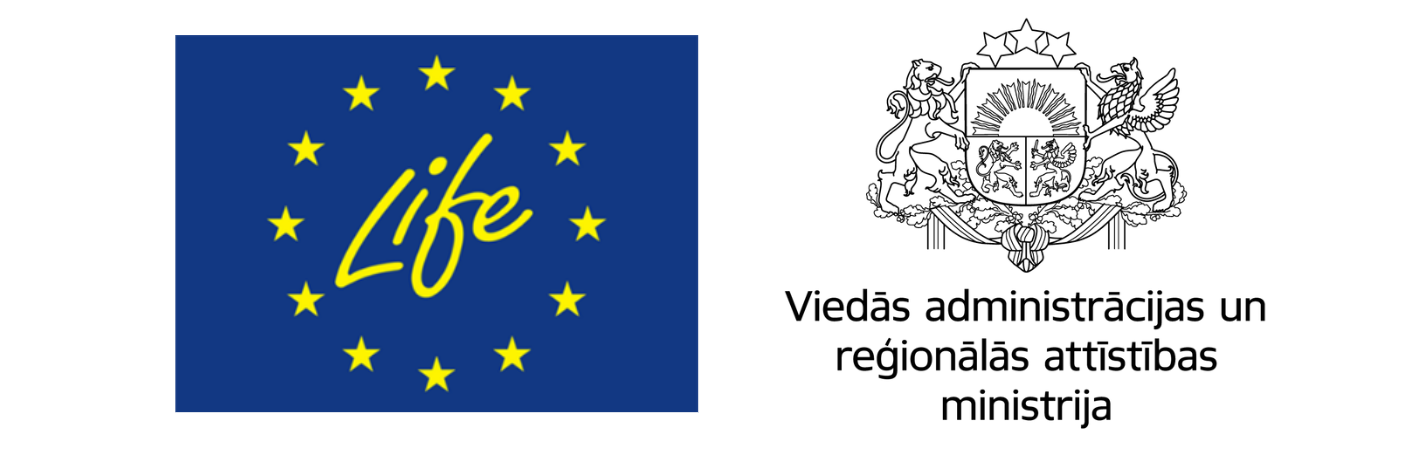 Life
Viedās administrācijas un
reģionālās attīstības
ministrija